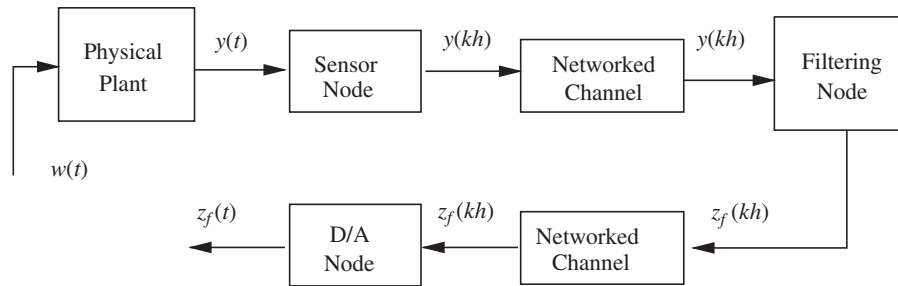 Physical
Plant
y(t)
Sensor
Node
y(kh)
Networked
Channel
y(kh)
Filtering
Node
w(t)
z_f(t)
D/A
Node
z_f(kh)
Networked
Channel
z_f(kh)